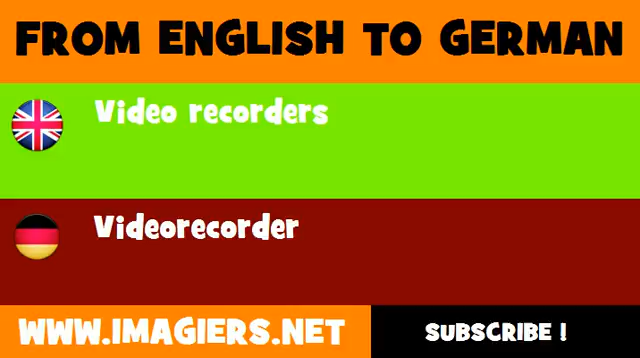 FROM ENGLISH TO GERMAN
Video recorders
Videorecorder
WWW.IMAGIERS.NET
SUBSCRIBE !